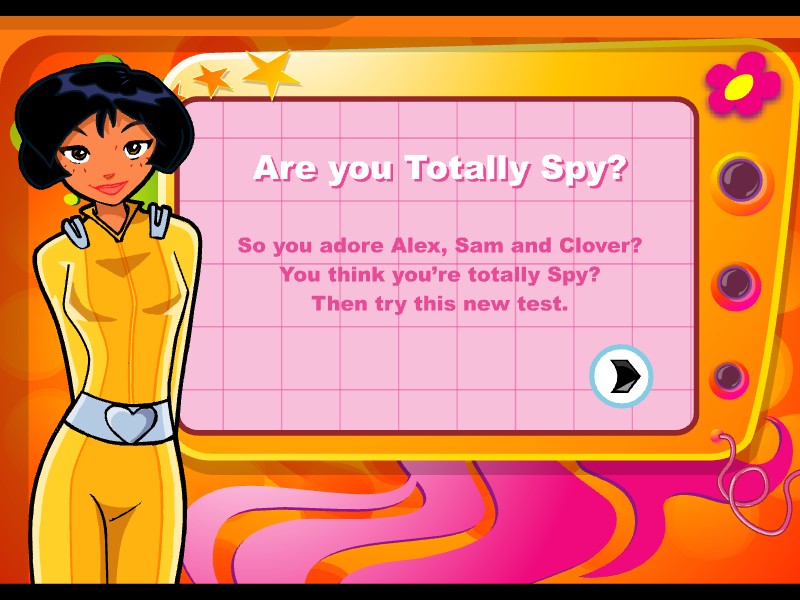 Are you Totally Spy?
So you adore Alex, Sam and Clover?
You think you’re totally Spy?
Then try this new test.